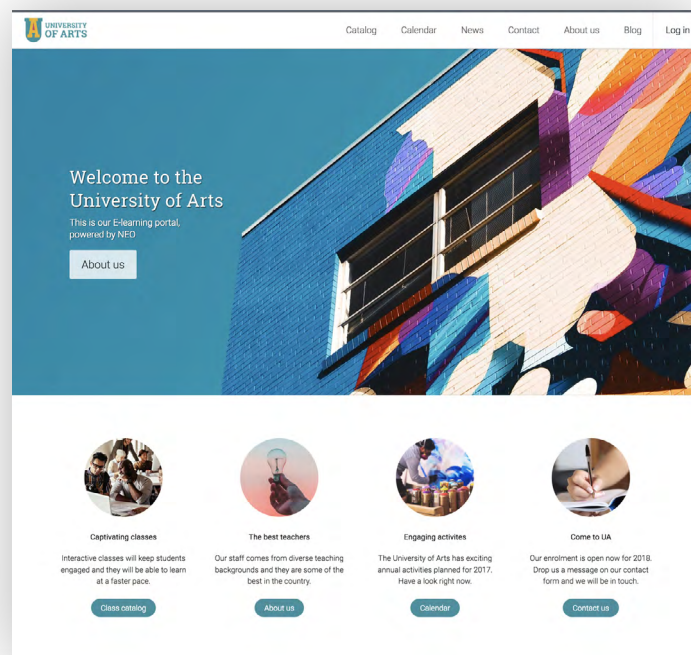 UNIVERSITY
OF ARTS
Catalog Calendar News Contact About us Blog Log in
Welcome to the
University of Arts
This is our E-learning portal,
powered by NEO
About us
Captivating classes
Interactive classes will keep students
engaged and they will be able to learn
at a faster pace.
Class catalog
The best teachers
Our staff comes from diverse teaching
backgrounds and they are some of the
best in the country.
About us
Engaging activites
The University of Arts has exciting
annual activities planned for 2017.
Have a look right now.
Calendar
Come to UA
Our enrolment is open now for 2018.
Drop us a message on our contact
form and we will be in touch.
Contact us